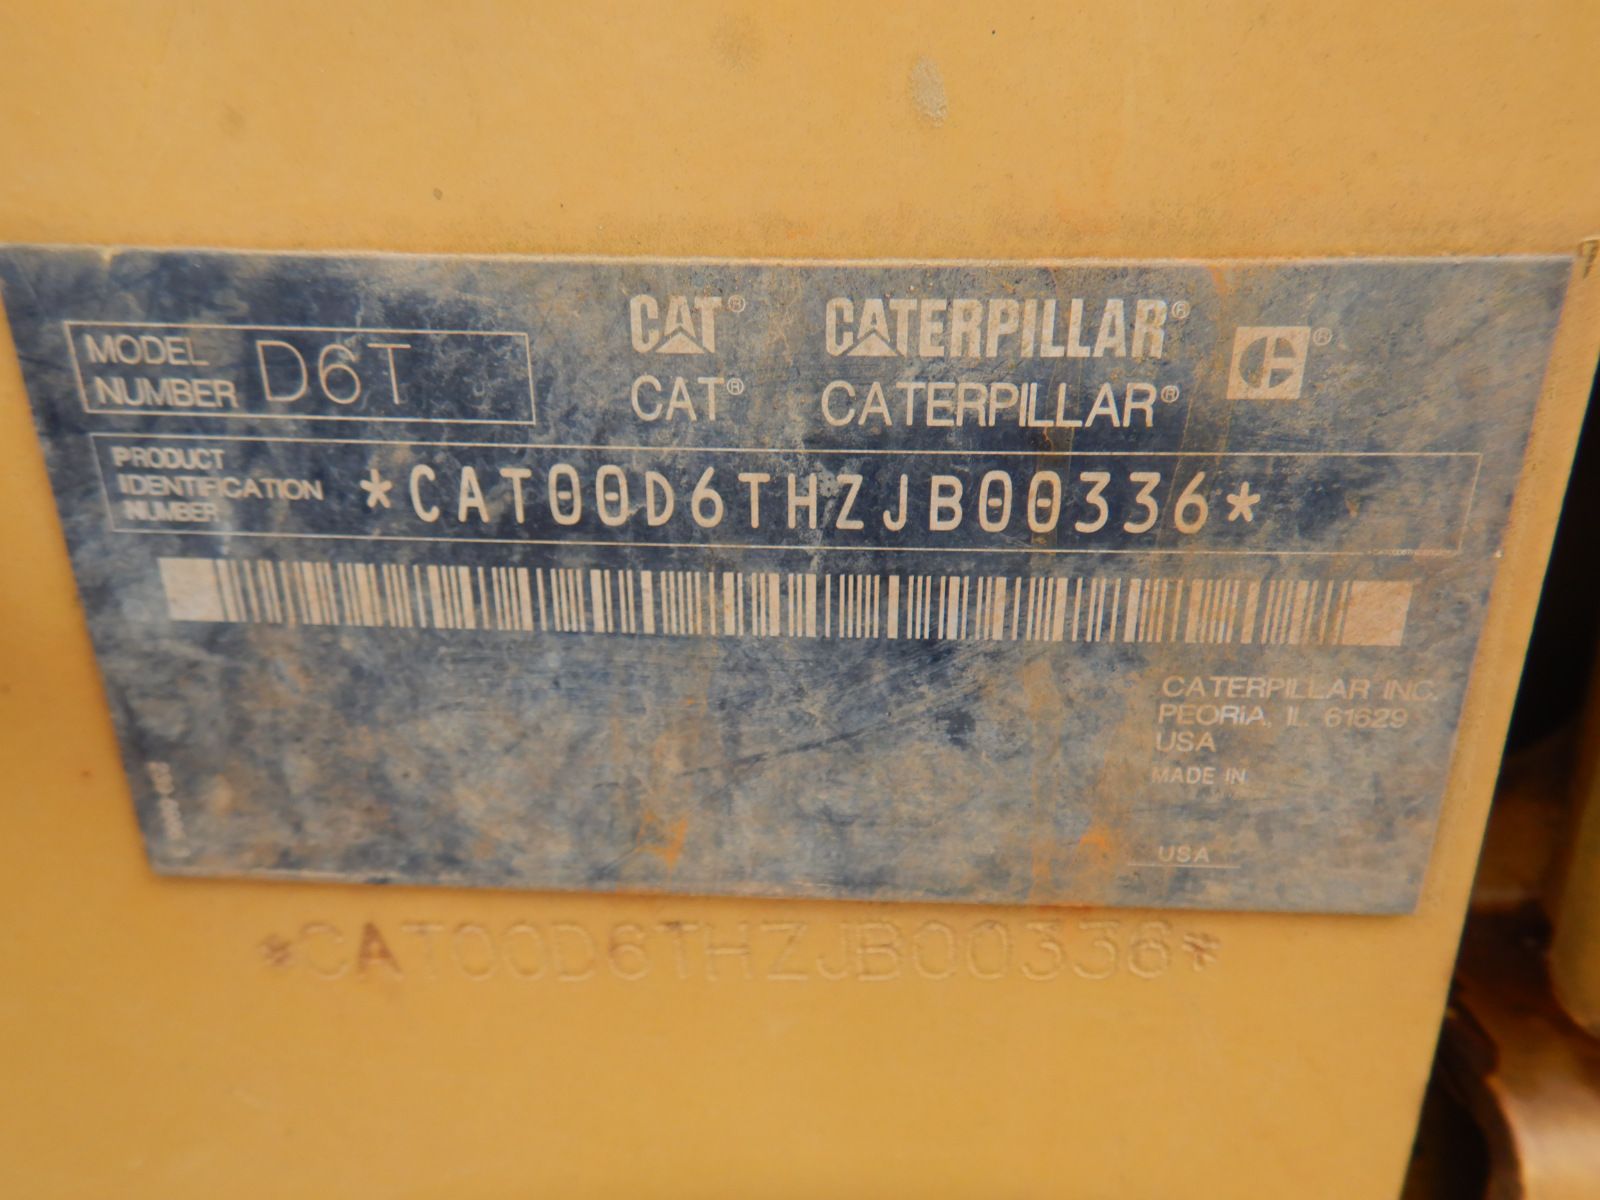 MODEL NUMBER D6T
CAT® CATERPILLAR®
CAT® CATERPILLAR® ®
PRODUCT IDENTIFICATION NUMBER *CAT00D6THZJB00336*
CATERPILLAR INC.
PEORIA, IL 61629
USA
MADE IN
USA
*CAT00D6THZJB00336*